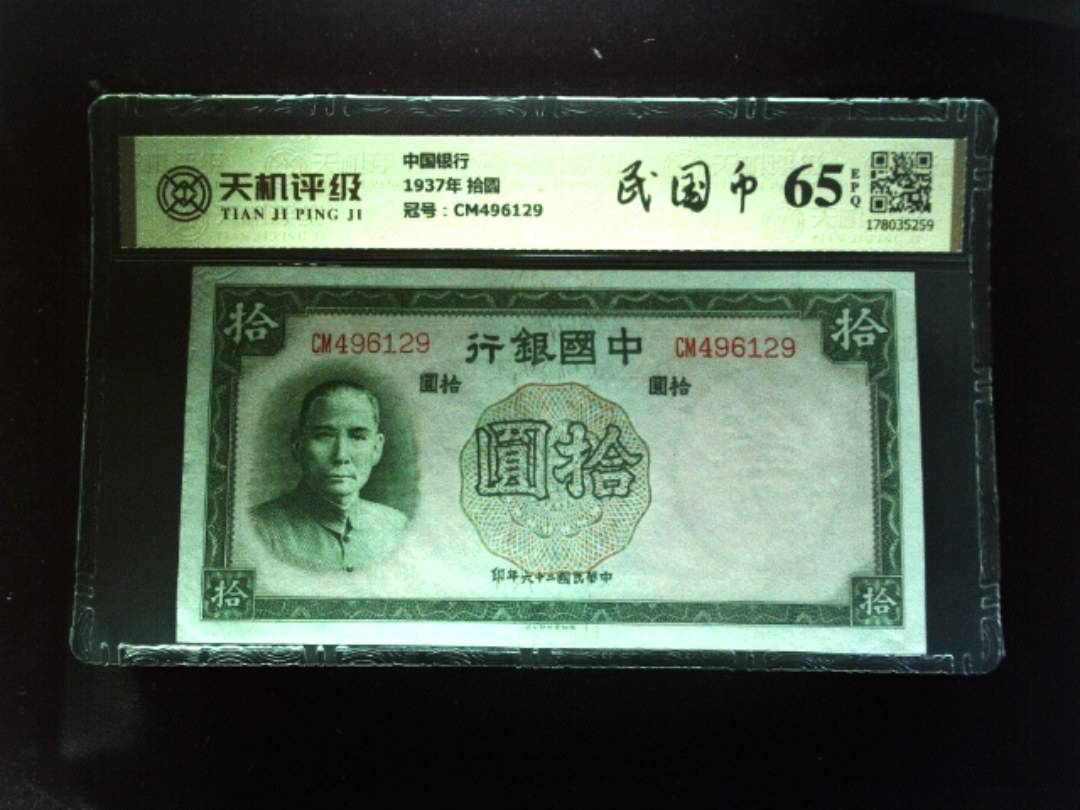 天机评级
TIAN JI PING JI
中国银行
1937年 拾圆
冠号：CM496129
民国币
65
EPQ
178035259
拾
拾
CM496129
行銀國中
CM496129
圓拾
圓拾
圓拾
印年六十二國民華中
拾
拾